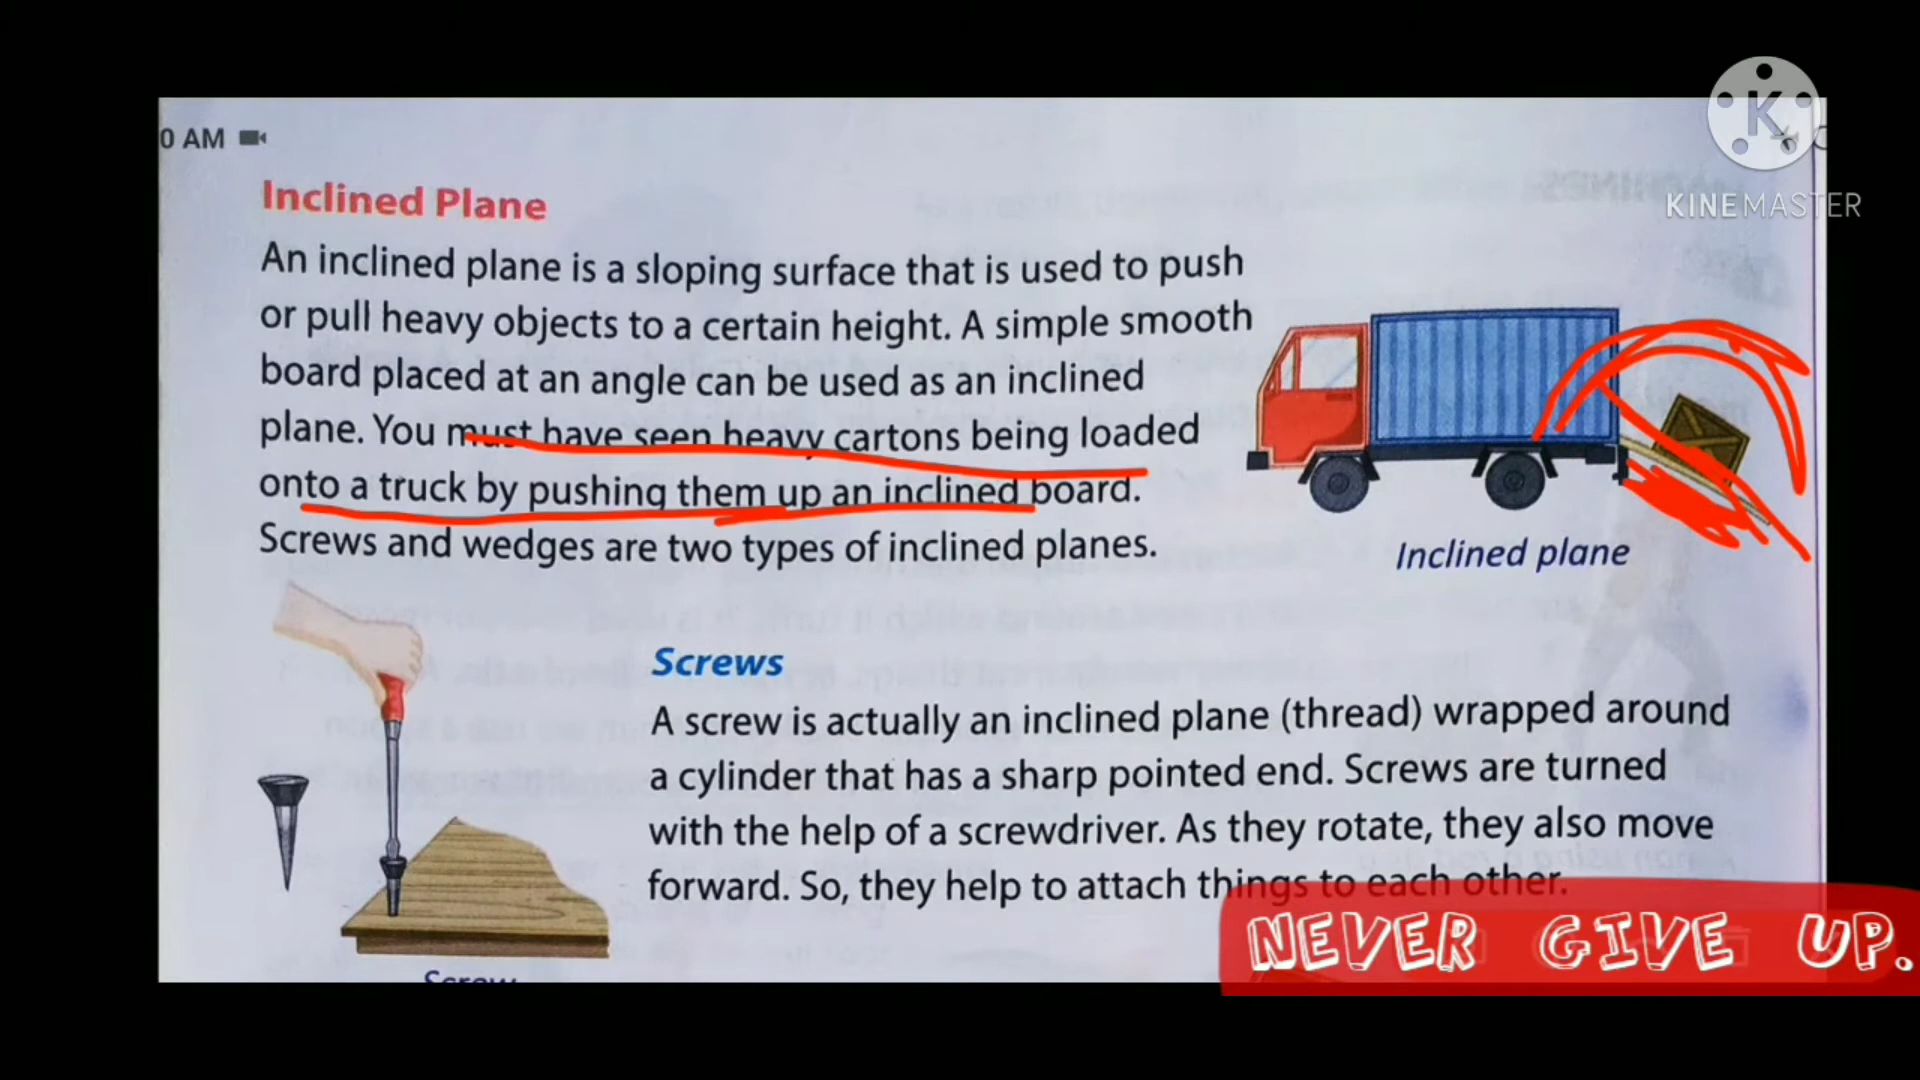 0 AM
K
KINEMASTER
Inclined Plane
An inclined plane is a sloping surface that is used to push
or pull heavy objects to a certain height. A simple smooth
board placed at an angle can be used as an inclined
plane. You must have seen heavy cartons being loaded
onto a truck by pushing them up an inclined board.
Screws and wedges are two types of inclined planes.
Inclined plane
Screws
A screw is actually an inclined plane (thread) wrapped around
a cylinder that has a sharp pointed end. Screws are turned
with the help of a screwdriver. As they rotate, they also move
forward. So, they help to attach things to each other.
Screw
NEVER GIVE UP.